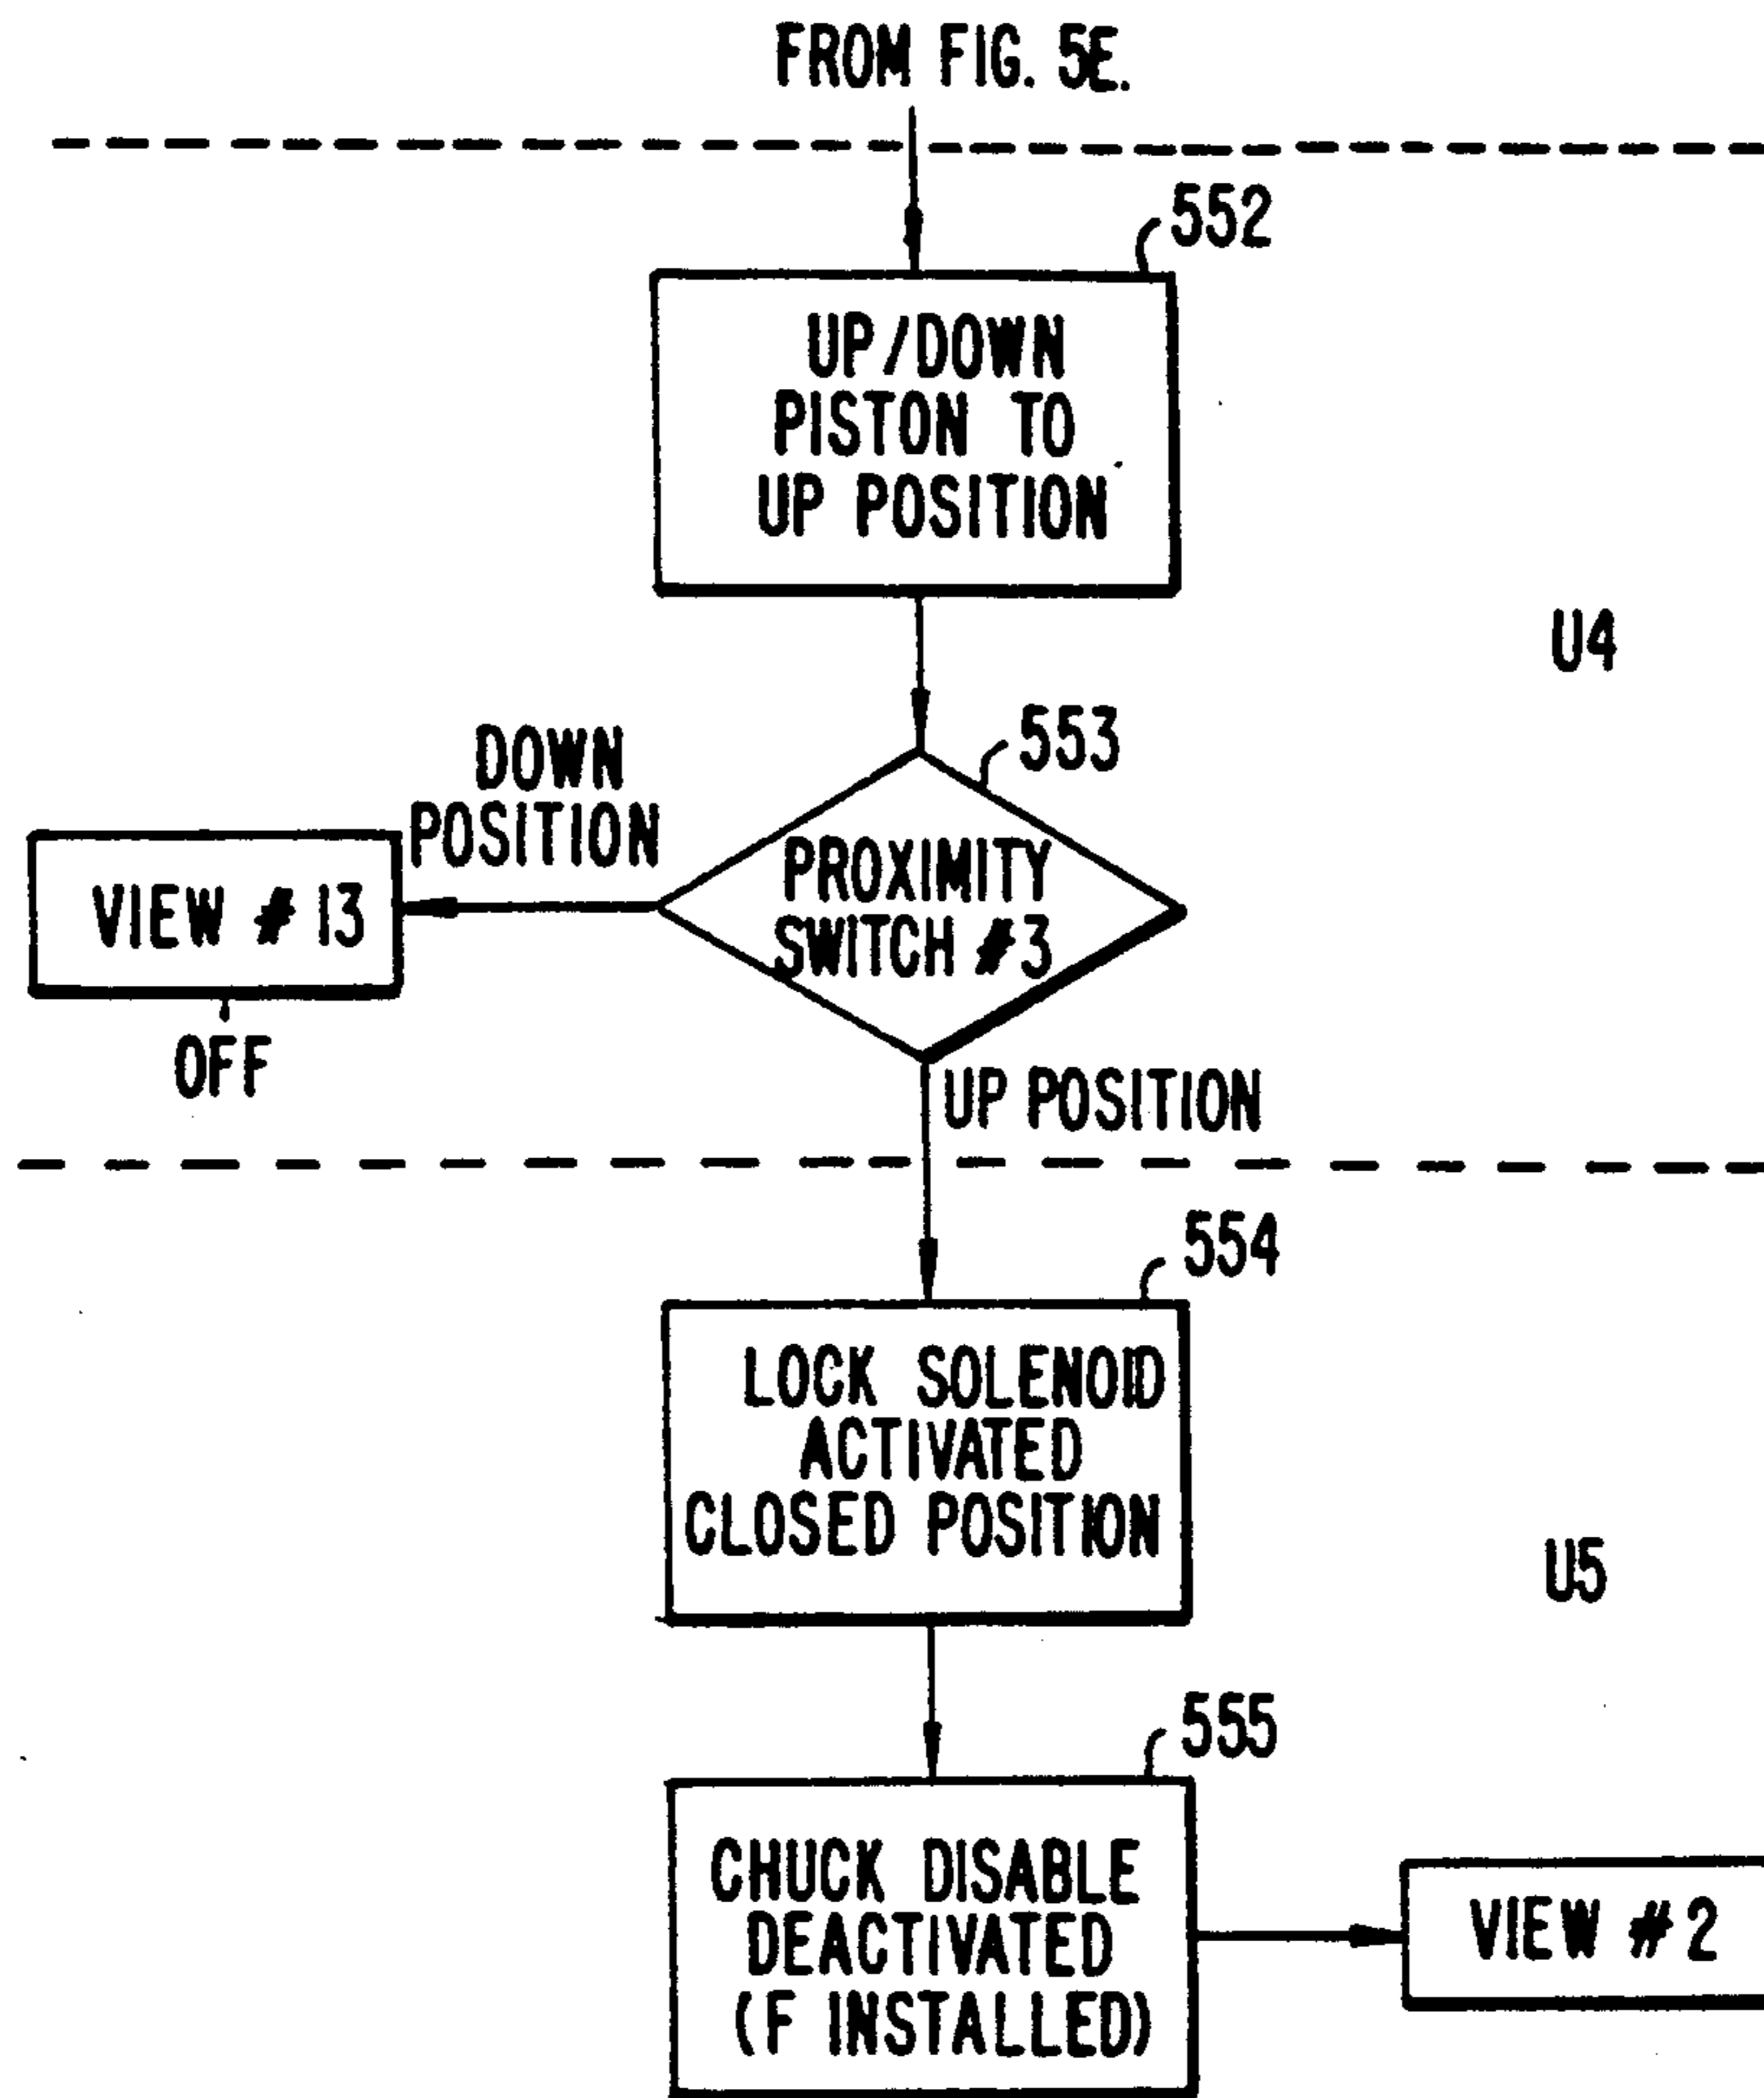 FROM FIG. 5E.
552
UP/DOWN
PISTON TO
UP POSITION
U4
553
DOWN
POSITION
PROXIMITY
SWITCH #3
VIEW #13
OFF
UP POSITION
554
LOCK SOLENOID
ACTIVATED
CLOSED POSITION
U5
555
CHUCK DISABLE
DEACTIVATED
(F INSTALLED)
VIEW #2